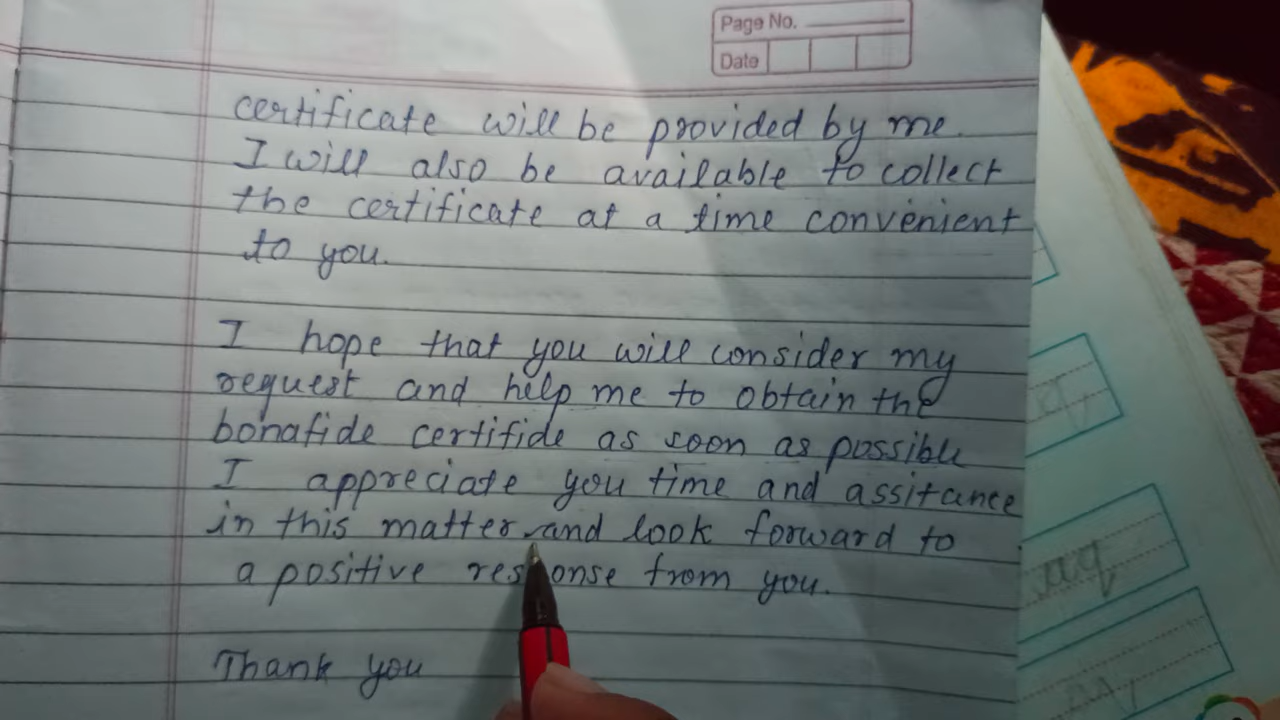 Page No.
Date
certificate will be provided by me.
I will also be available to collect
the certificate at a time convenient
to you.
I hope that you will consider my
request and help me to obtain the
bonafide certifide as soon as possible
I appreciate you time and assitance
in this matter and look forward to
a positive response from you.
Thank you